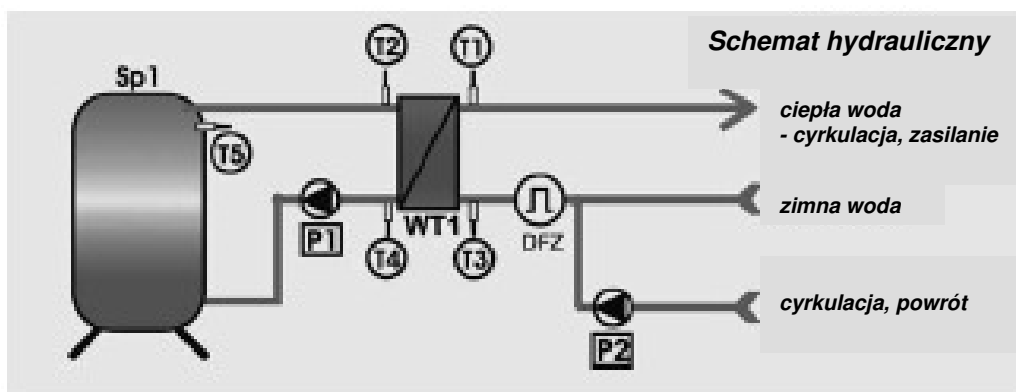 Schemat hydrauliczny
T2
T1
Sp1
ciepła woda
- cyrkulacja, zasilanie
T5
zimna woda
WT1
P1
DFZ
T4
T3
cyrkulacja, powrót
P2